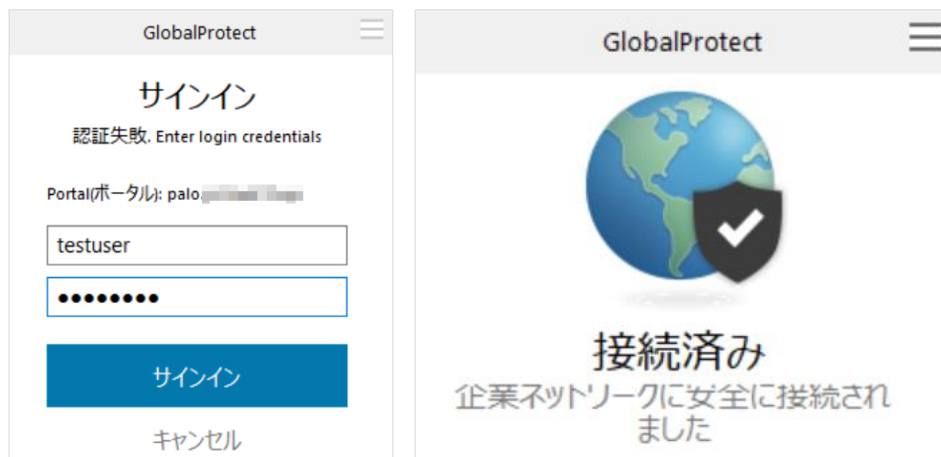 GlobalProtect
サインイン
認証失敗. Enter login credentials
Portal(ポータル): palo.
testuser
●●●●●●●●
サインイン
キャンセル
GlobalProtect
接続済み
企業ネットワークに安全に接続され
ました